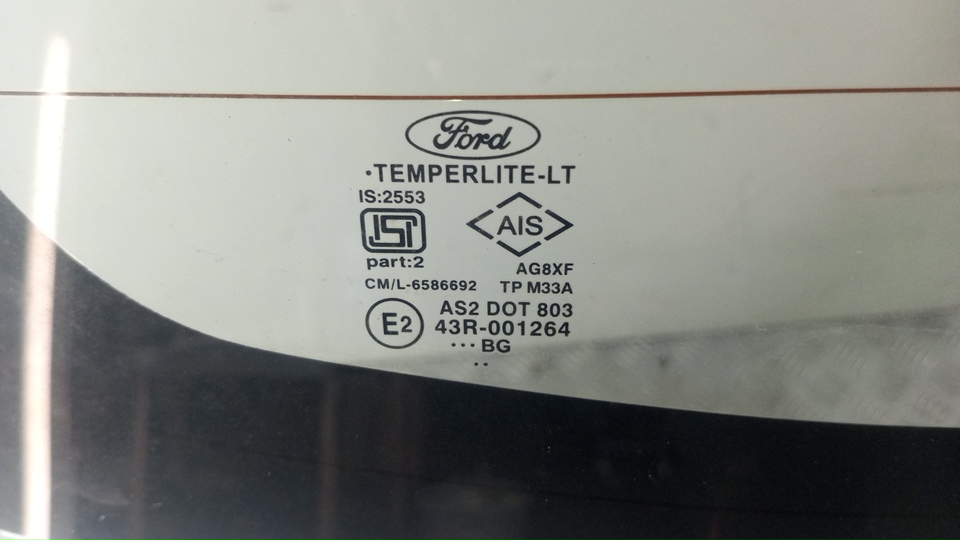 Ford
·TEMPERLITE-LT
IS:2553
ISI
AIS
part:2
AG8XF
CM/L-6586692 TP M33A
E2
AS2 DOT 803
43R-001264
···BG
··